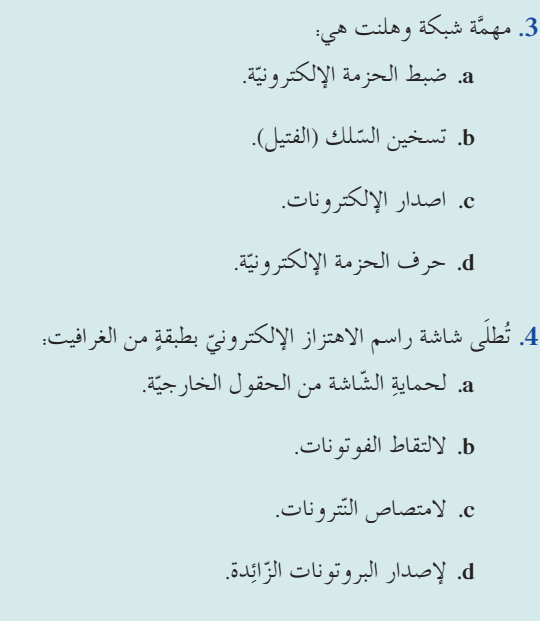 3. مهمَّة شبكة وهلنت هي:
a. ضبط الحزمة الإلكترونيّة.
b. تسخين السّلك (الفتيل).
c. اصدار الإلكترونات.
d. حرف الحزمة الإلكترونيّة.
4. تُطلَى شاشة راسم الاهتزاز الإلكترونيّ بطبقةٍ من الغرافيت:
a. لحمايةِ الشّاشة من الحقول الخارجيّة.
b. لالتقاط الفوتونات.
c. لامتصاص النّترونات.
d. لإصدار البروتونات الزّائِدة.